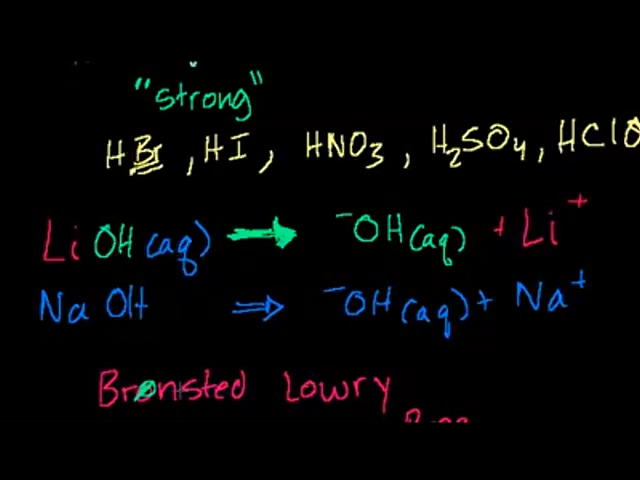 "strong"
HBr, HI, HNO₃, H₂SO₄, HClO
LiOH(aq) → ⁻OH(aq) + Li⁺
NaOH ⇒ ⁻OH(aq) + Na⁺
Bronsted Lowry